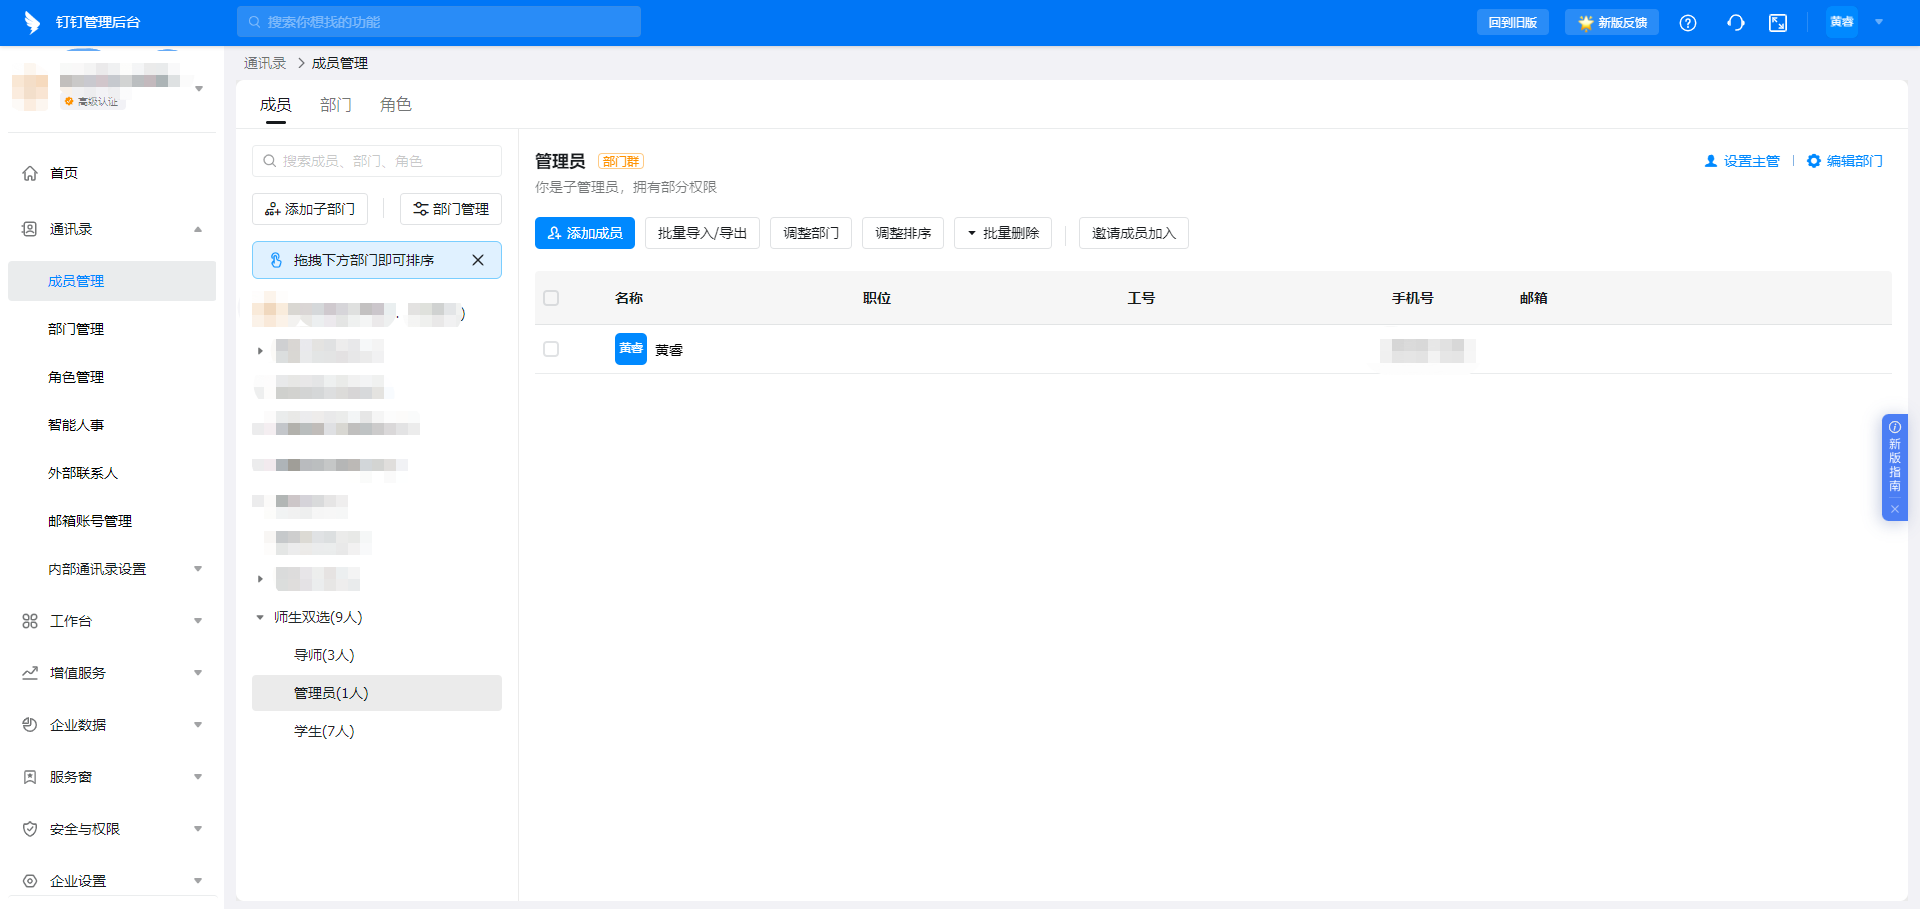 钉钉管理后台
搜索你想找的功能
回到旧版
新版反馈
黄睿
高级认证
首页
通讯录
成员管理
部门管理
角色管理
智能人事
外部联系人
邮箱账号管理
内部通讯录设置
工作台
增值服务
企业数据
服务窗
安全与权限
企业设置
通讯录 > 成员管理
成员 部门 角色
搜索成员、部门、角色
添加子部门
部门管理
拖拽下方部门即可排序
师生双选(9人)
导师(3人)
管理员(1人)
学生(7人)
管理员 部门群
你是子管理员，拥有部分权限
设置主管
编辑部门
添加成员 批量导入/导出 调整部门 调整排序 批量删除 邀请成员加入
名称 职位 工号 手机号 邮箱
黄睿 黄睿
新版指南